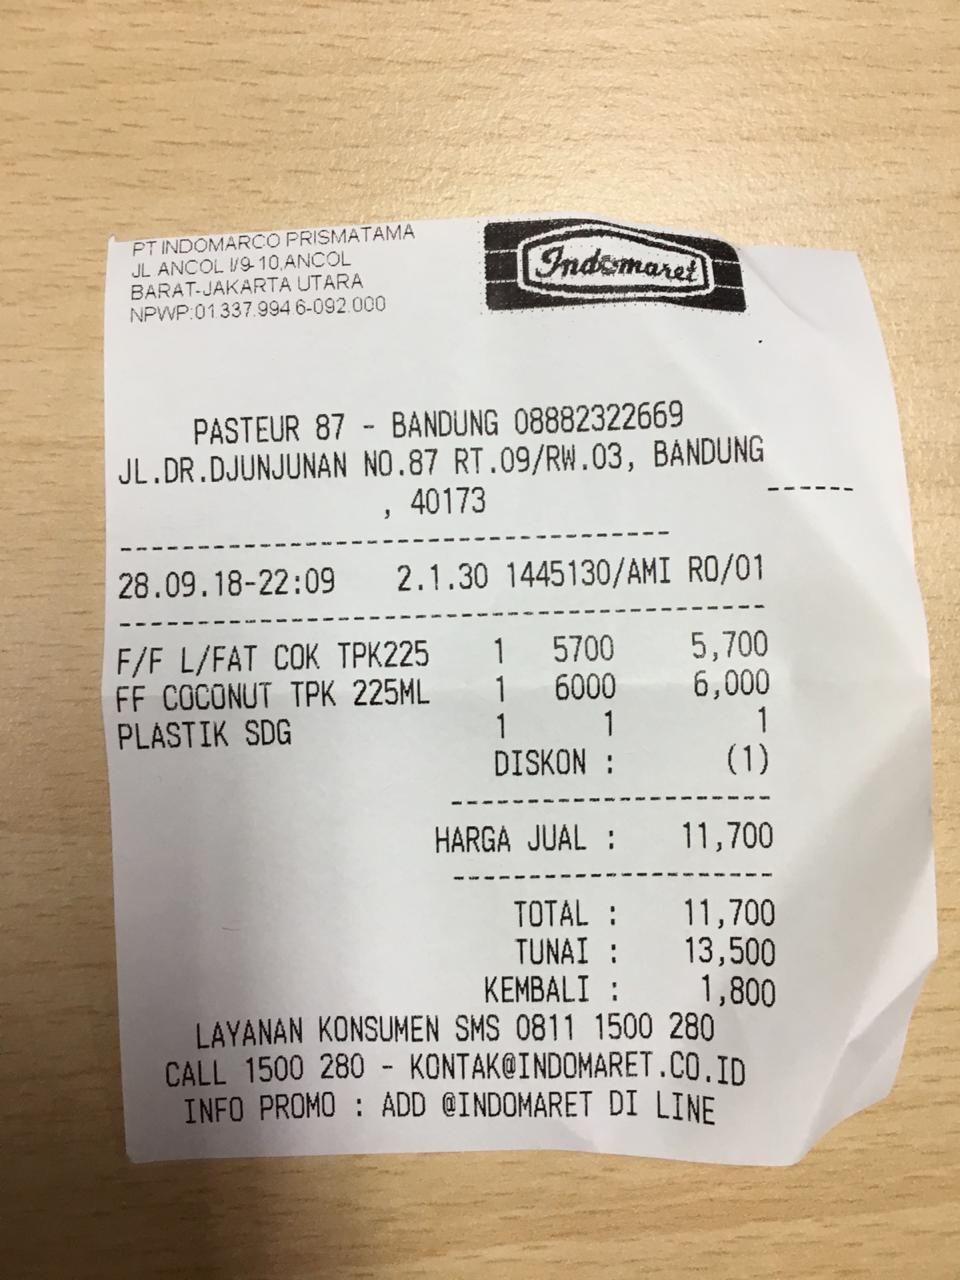 PT INDOMARCO PRISMATAMA
JL ANCOL I/9-10,ANCOL
BARAT-JAKARTA UTARA
NPWP:01.337.994.6-092.000
Indomaret
PASTEUR 87 - BANDUNG 08882322669
JL.DR.DJUNJUNAN NO.87 RT.09/RW.03, BANDUNG
, 40173
28.09.18-22:09 2.1.30 1445130/AMI RO/01
F/F L/FAT COK TPK225 1 5700 5,700
FF COCONUT TPK 225ML 1 6000 6,000
PLASTIK SDG 1 1 1
DISKON : (1)
HARGA JUAL : 11,700
TOTAL : 11,700
TUNAI : 13,500
KEMBALI : 1,800
LAYANAN KONSUMEN SMS 0811 1500 280
CALL 1500 280 - KONTAK@INDOMARET.CO.ID
INFO PROMO : ADD @INDOMARET DI LINE